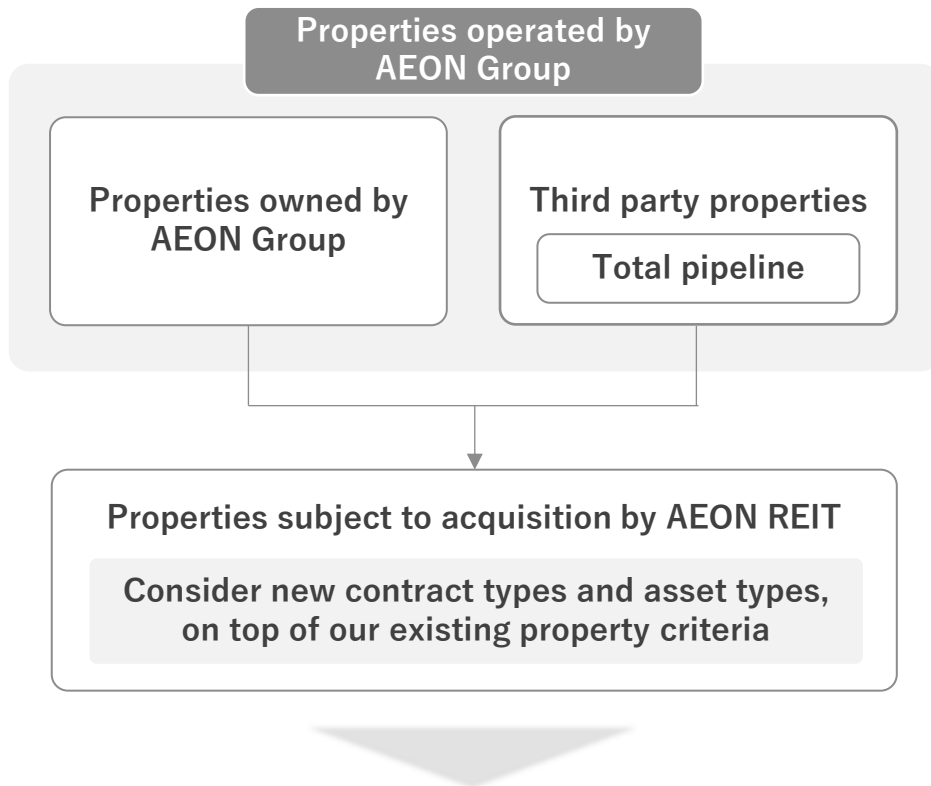 Properties operated by
AEON Group
Properties owned by
AEON Group
Third party properties
Total pipeline
Properties subject to acquisition by AEON REIT
Consider new contract types and asset types,
on top of our existing property criteria